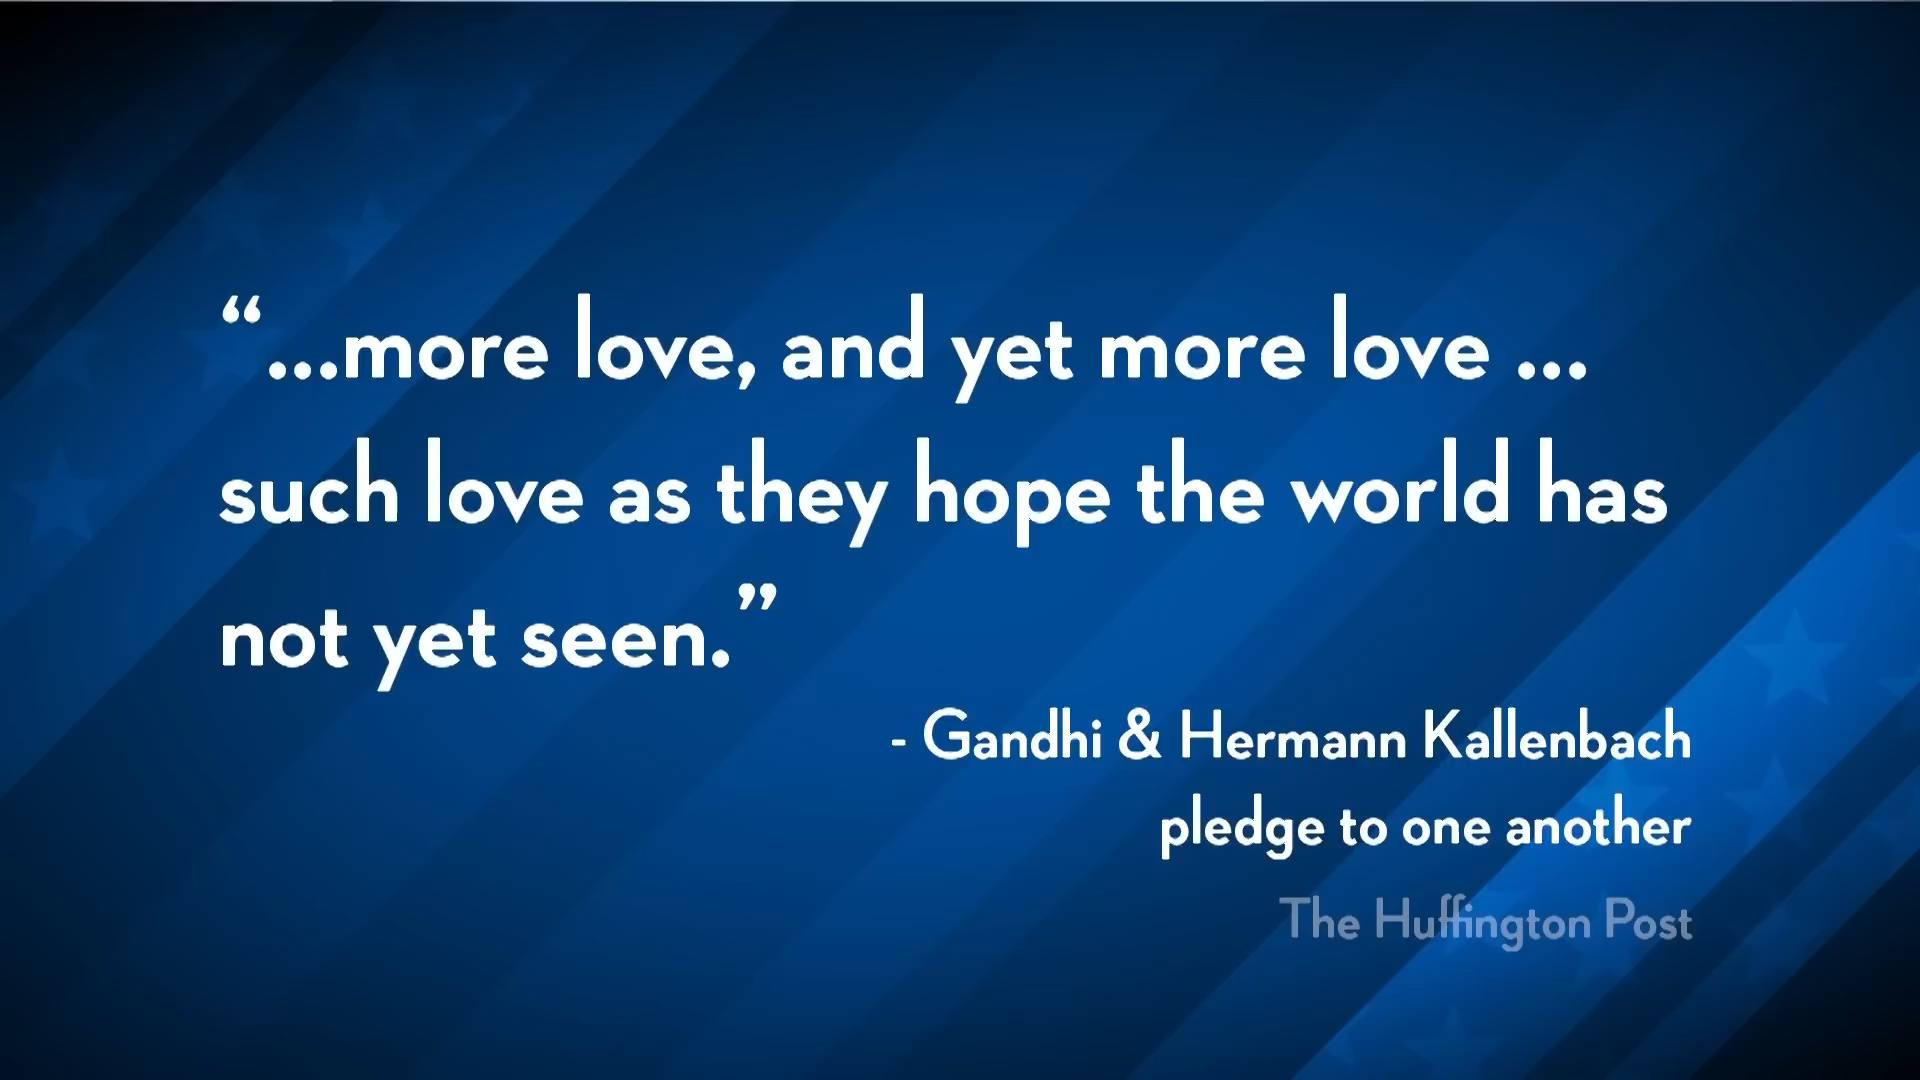 “...more love, and yet more love ...
such love as they hope the world has
not yet seen.”
- Gandhi & Hermann Kallenbach
pledge to one another
The Huffington Post